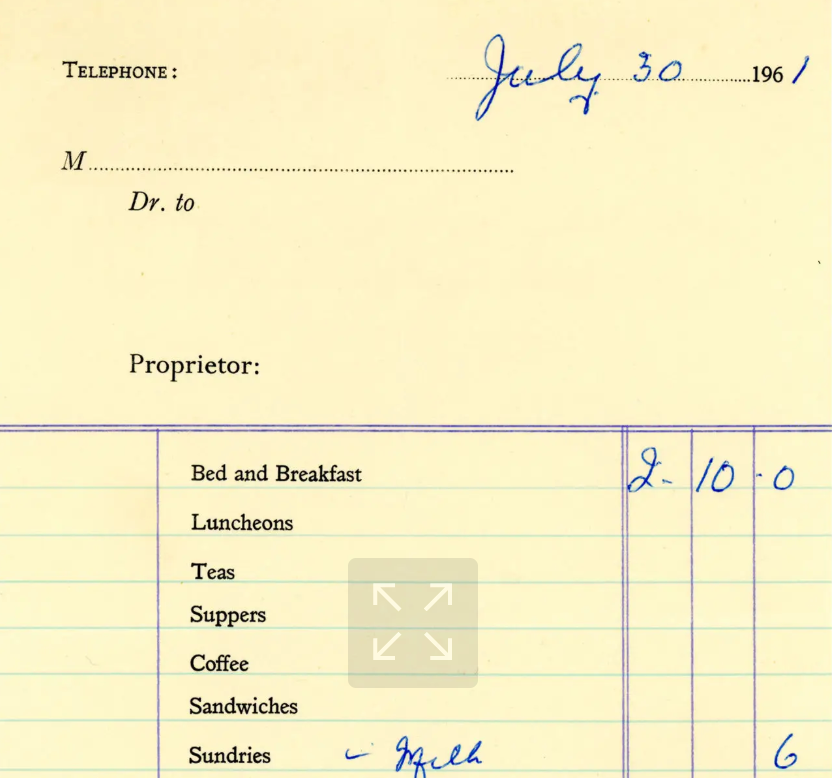 TELEPHONE: July 30 1961
M
Dr. to
Proprietor:
Bed and Breakfast 2- 10 - 0
Luncheons
Teas
Suppers
Coffee
Sandwiches
Sundries - Milk 6